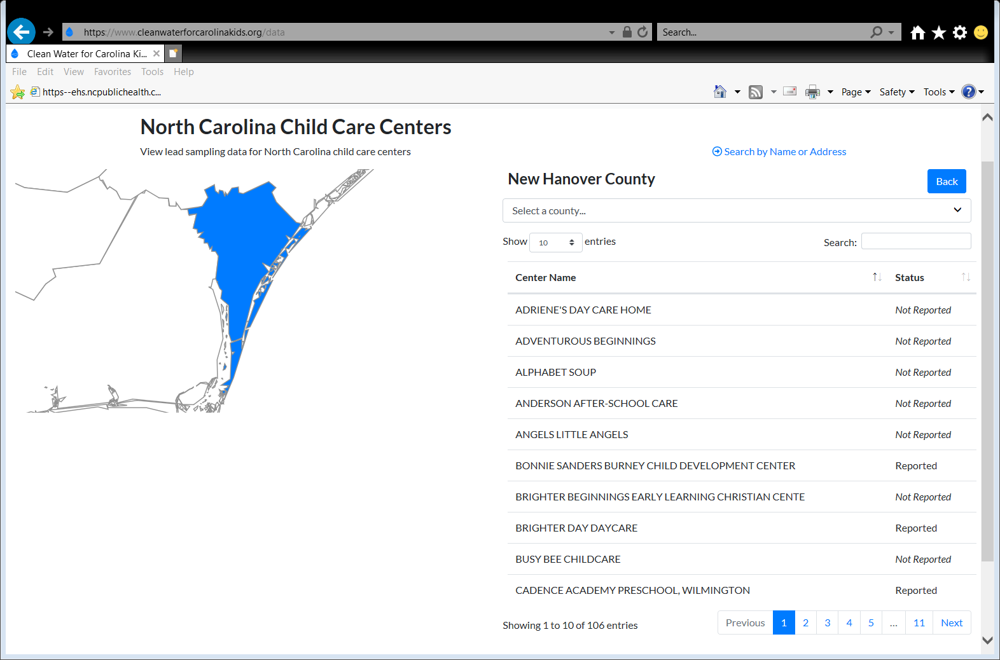 https://www.cleanwaterforcarolinakids.org/data
Search...
Clean Water for Carolina Ki...
File Edit View Favorites Tools Help
https--ehs.ncpublichealth.c...
Page Safety Tools
North Carolina Child Care Centers
View lead sampling data for North Carolina child care centers
Search by Name or Address
New Hanover County
Back
Select a county...
Show 10 entries
Search:
Center Name Status
ADRIENE'S DAY CARE HOME Not Reported
ADVENTUROUS BEGINNINGS Not Reported
ALPHABET SOUP Not Reported
ANDERSON AFTER-SCHOOL CARE Not Reported
ANGELS LITTLE ANGELS Not Reported
BONNIE SANDERS BURNEY CHILD DEVELOPMENT CENTER Reported
BRIGHTER BEGINNINGS EARLY LEARNING CHRISTIAN CENTE Not Reported
BRIGHTER DAY DAYCARE Reported
BUSY BEE CHILDCARE Not Reported
CADENCE ACADEMY PRESCHOOL, WILMINGTON Reported
Showing 1 to 10 of 106 entries
Previous 1 2 3 4 5 ... 11 Next